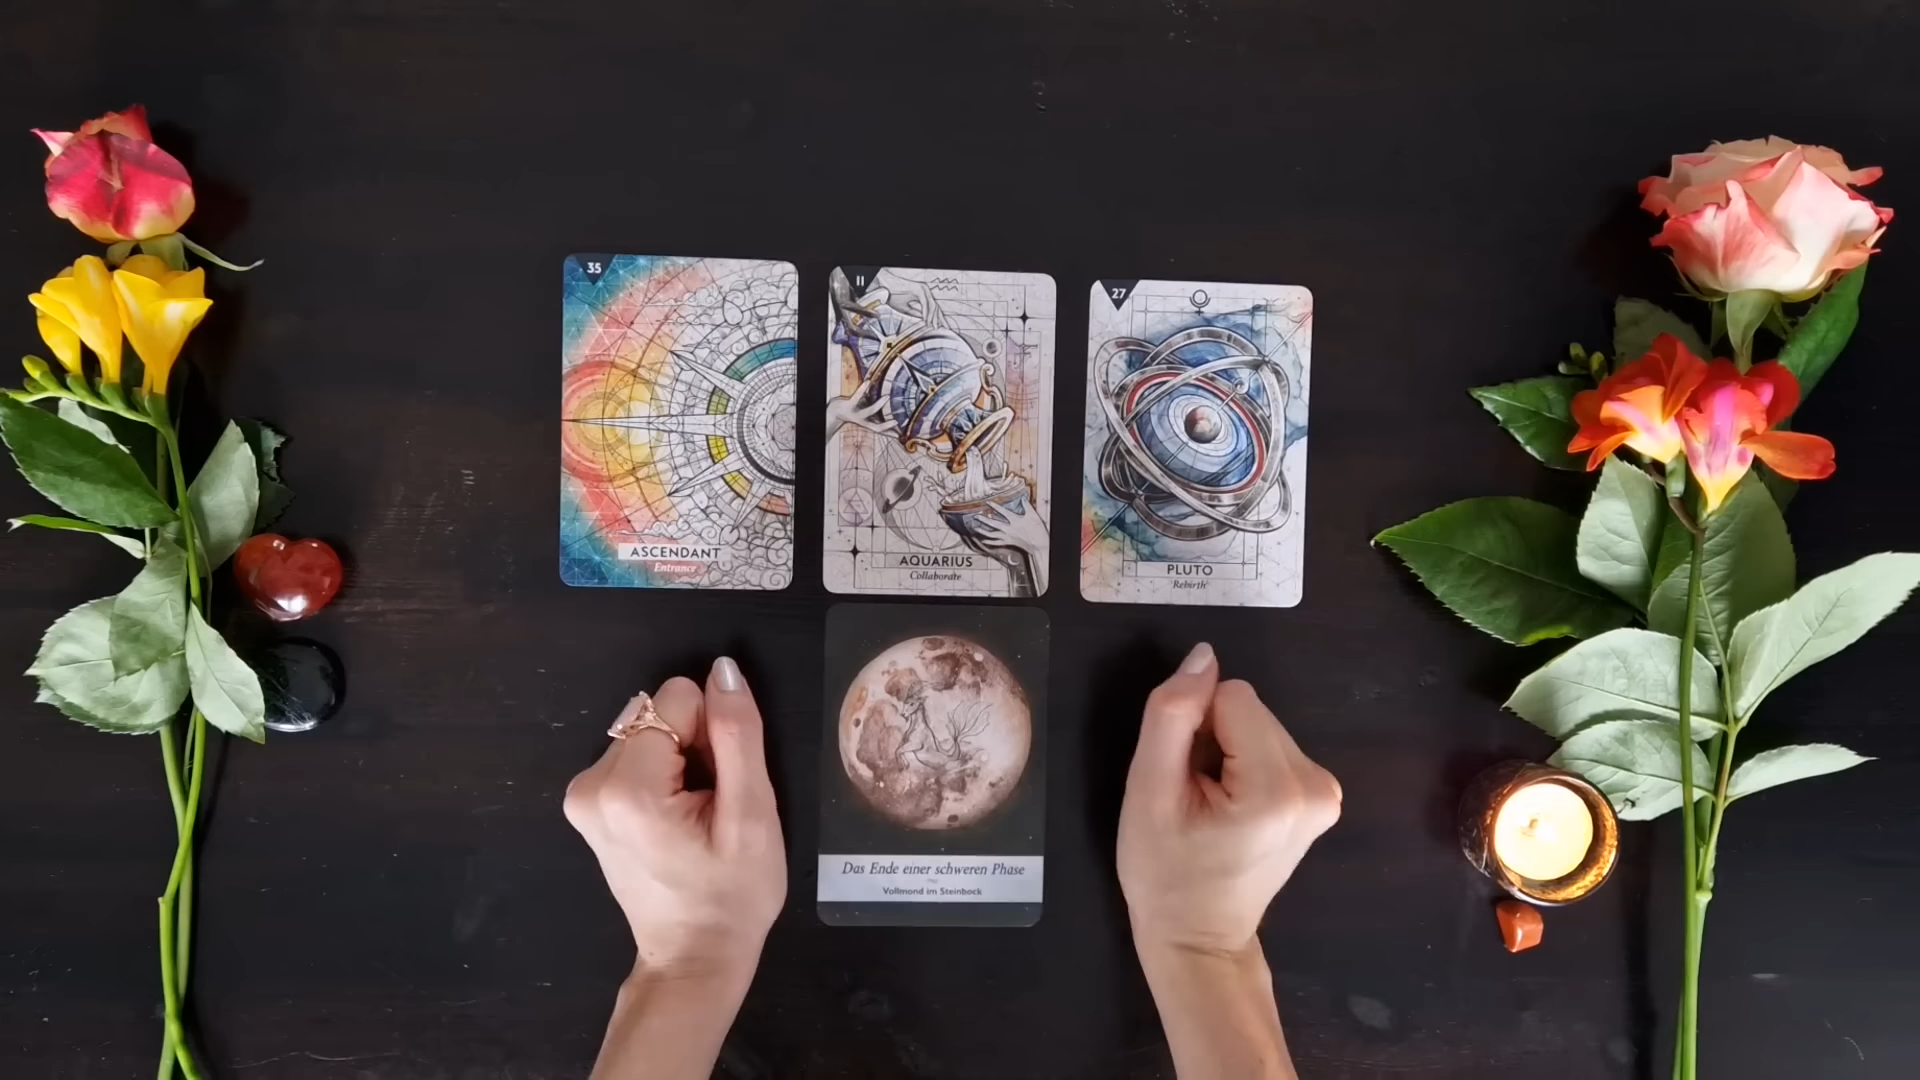 35
ASCENDANT
Entrance
11
AQUARIUS
Collaborate
27
PLUTO
Rebirth
Das Ende einer schweren Phase
Vollmond im Steinbock